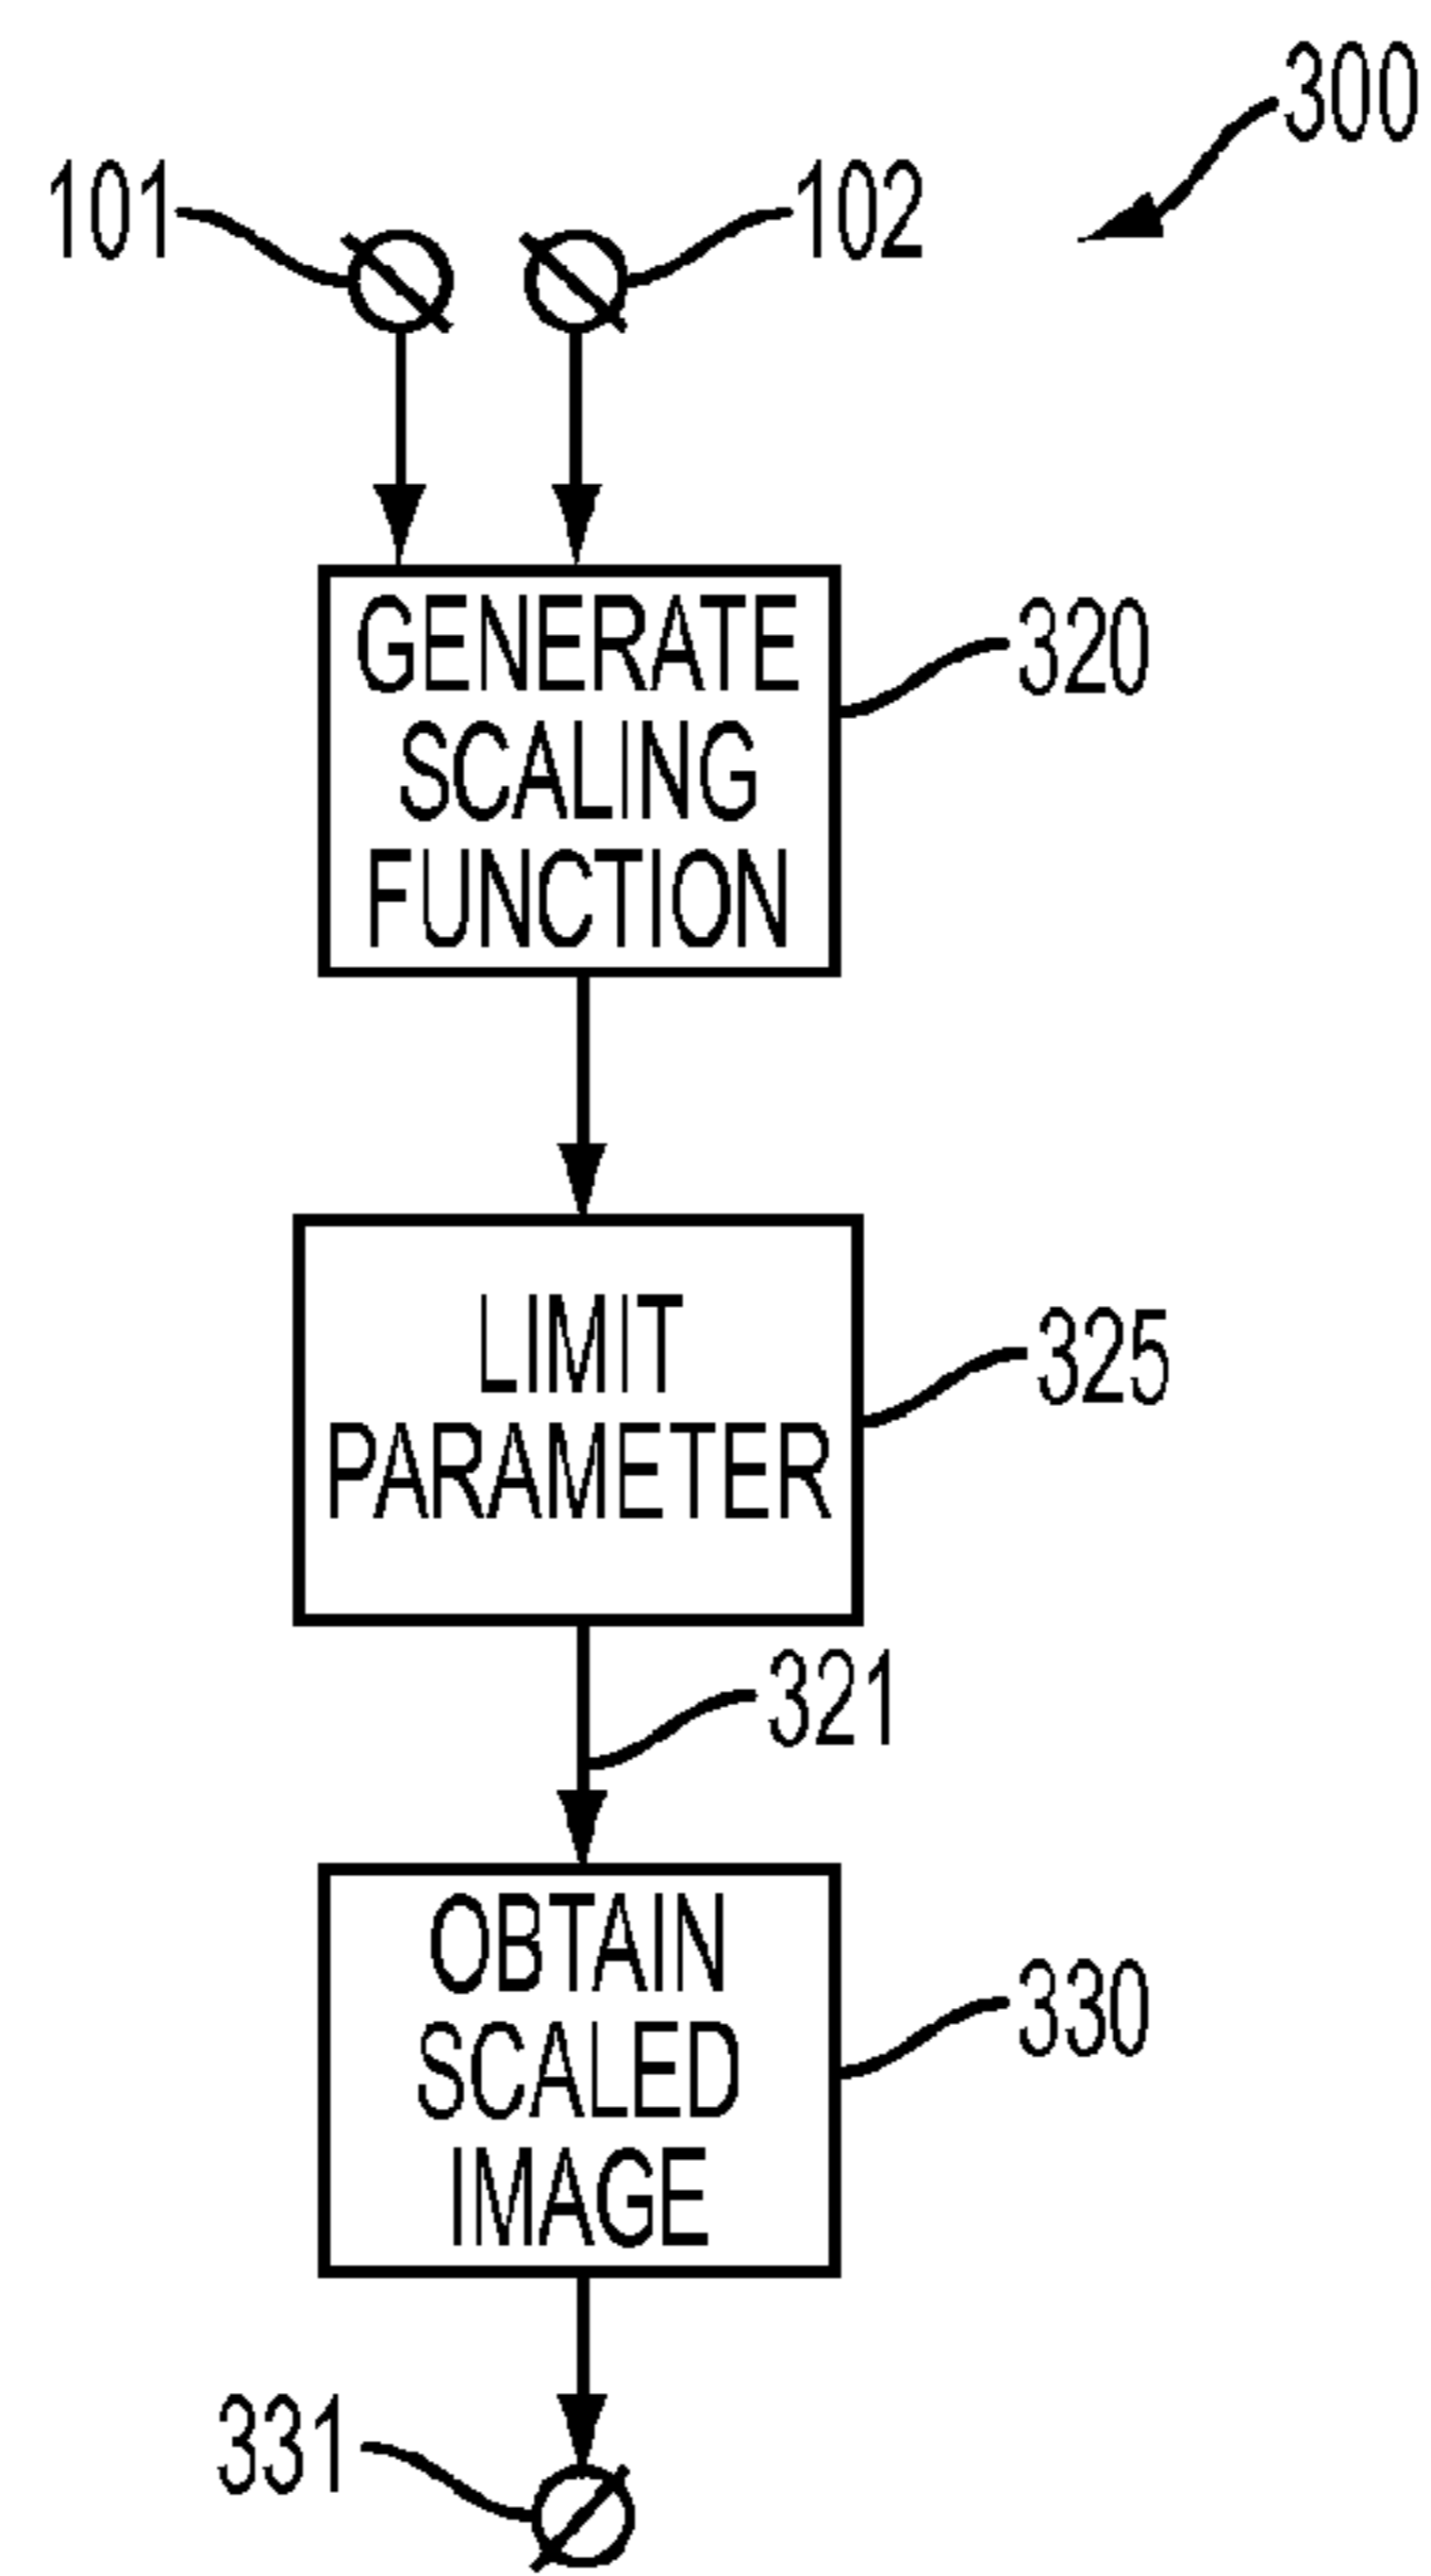 300
101
102
GENERATE
SCALING
FUNCTION
320
LIMIT
PARAMETER
325
321
OBTAIN
SCALED
IMAGE
330
331